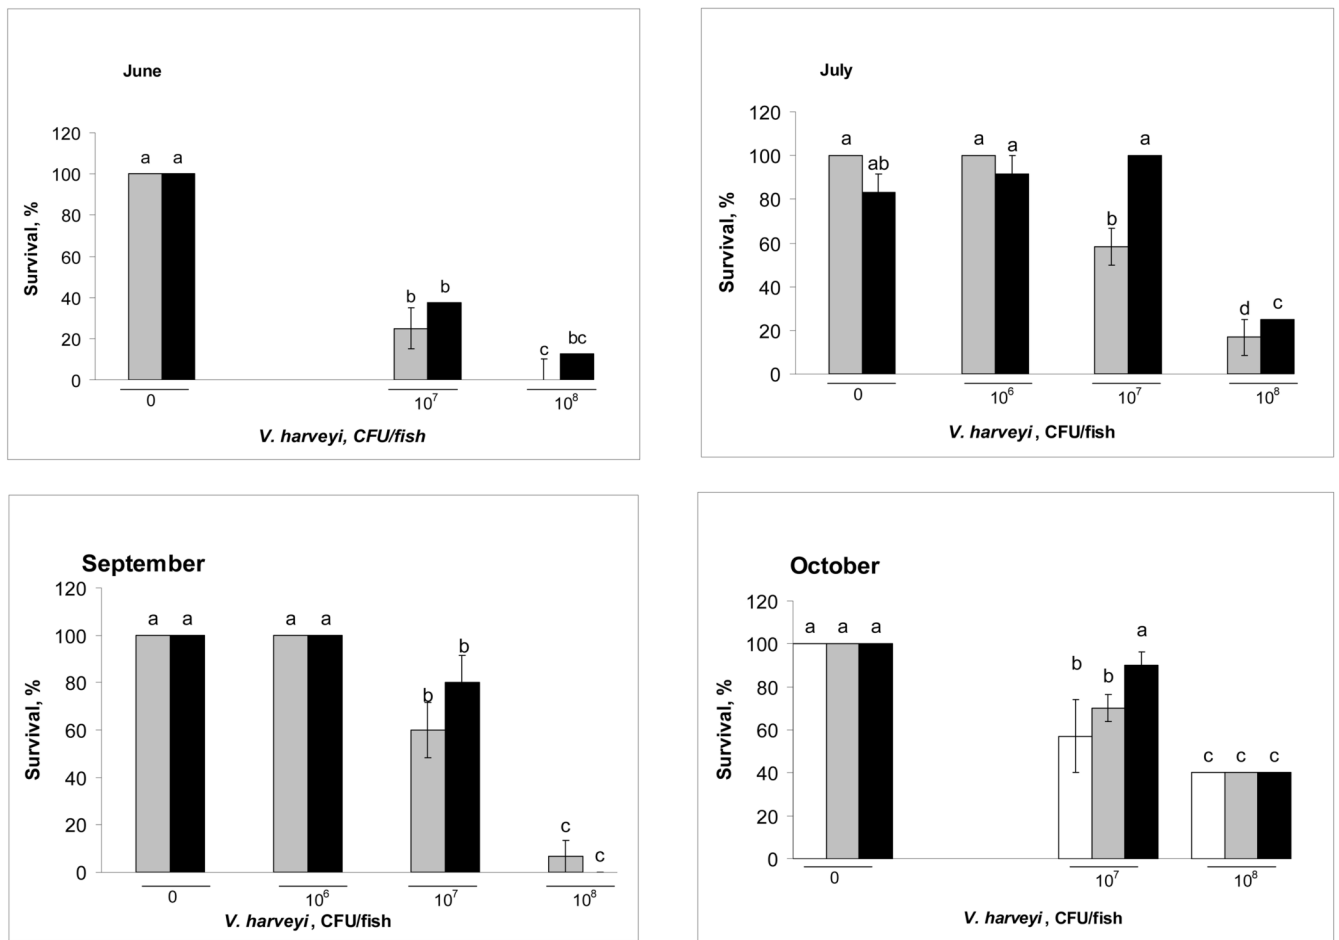 June
120
a a
100
80
60
40
20
0
b b
c bc
Survival, %
0 10⁷ 10⁸
V. harveyi, CFU/fish
July
120
100
80
60
40
20
0
a ab a a b a d c
Survival, %
0 10⁶ 10⁷ 10⁸
V. harveyi , CFU/fish
September
120
100
80
60
40
20
0
a a a a b b c c
Survival, %
0 10⁶ 10⁷ 10⁸
V. harveyi , CFU/fish
October
120
100
80
60
40
20
0
a a a b b a c c c
Survival, %
0 10⁷ 10⁸
V. harveyi , CFU/fish